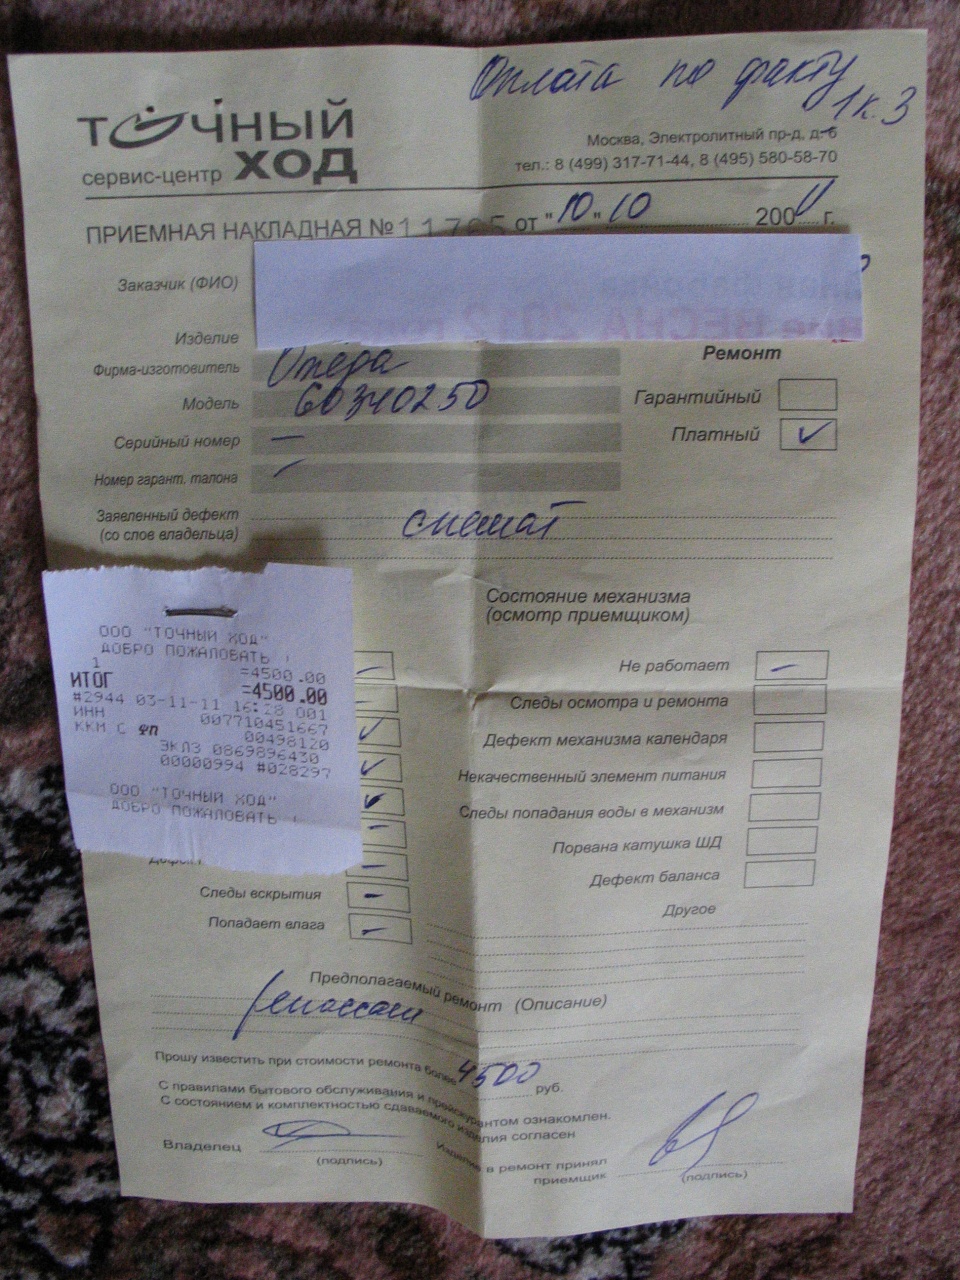 Оплата по факту
1к.3
ТОЧНЫЙ
сервис-центр ХОД
Москва, Электролитный пр-д, д-6
тел.: 8 (499) 317-71-44, 8 (495) 580-58-70
ПРИЕМНАЯ НАКЛАДНАЯ № 11765 от "10" 10 200 г.
Заказчик (ФИО)
Изделие
Ремонт
Фирма-изготовитель Омега
Модель 60340250
Гарантийный
Серийный номер —
Платный ✓
Номер гарант. талона —
Заявленный дефект
(со слов владельца)
спешат
Состояние механизма
(осмотр приемщиком)
ООО "ТОЧНЫЙ ХОД"
ДОБРО ПОЖАЛОВАТЬ !
1 =4500.00
ИТОГ =4500.00
#2944 03-11-11 16:28 001
ИНН 007710451667
ККМ С ФП 00498120
ЭКЛЗ 0869896430
00000994 #028297
ООО "ТОЧНЫЙ ХОД"
ДОБРО ПОЖАЛОВАТЬ !
Не работает —
Следы осмотра и ремонта
Дефект механизма календаря
Некачественный элемент питания
Следы попадания воды в механизм
Порвана катушка ШД
Дефект баланса
Следы вскрытия —
Попадает влага —
Другое
Предполагаемый ремонт (Описание)
Прошу известить при стоимости ремонта более 4500 руб.
С правилами бытового обслуживания и прейскурантом ознакомлен.
С состоянием и комплектностью сдаваемого изделия согласен
Владелец
(подпись)
Изделие в ремонт принял
приемщик
(подпись)